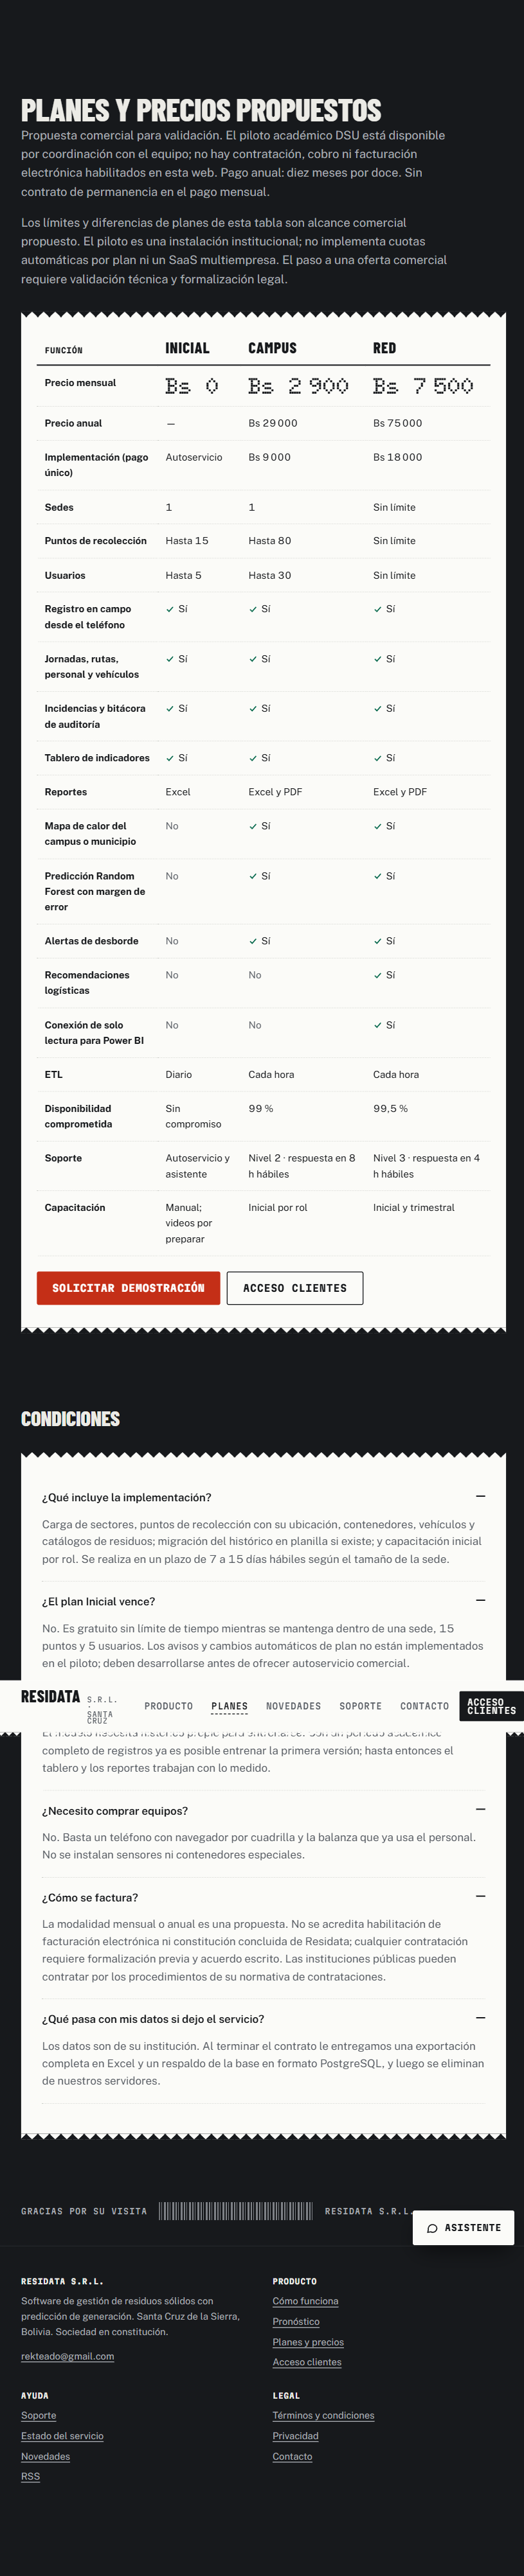 PLANES Y PRECIOS PROPUESTOS
Propuesta comercial para validación. El piloto académico DSU está disponible
por coordinación con el equipo; no hay contratación, cobro ni facturación
electrónica habilitados en esta web. Pago anual: diez meses por doce. Sin
contrato de permanencia en el pago mensual.
Los límites y diferencias de planes de esta tabla son alcance comercial
propuesto. El piloto es una instalación institucional; no implementa cuotas
automáticas por plan ni un SaaS multiempresa. El paso a una oferta comercial
requiere validación técnica y formalización legal.
FUNCIÓN INICIAL CAMPUS RED
Precio mensual Bs 0 Bs 2 900 Bs 7 500
Precio anual — Bs 29 000 Bs 75 000
Implementación (pago Autoservicio Bs 9 000 Bs 18 000
único)
Sedes 1 1 Sin límite
Puntos de recolección Hasta 15 Hasta 80 Sin límite
Usuarios Hasta 5 Hasta 30 Sin límite
Registro en campo ✓ Sí ✓ Sí ✓ Sí
desde el teléfono
Jornadas, rutas, ✓ Sí ✓ Sí ✓ Sí
personal y vehículos
Incidencias y bitácora ✓ Sí ✓ Sí ✓ Sí
de auditoría
Tablero de indicadores ✓ Sí ✓ Sí ✓ Sí
Reportes Excel Excel y PDF Excel y PDF
Mapa de calor del No ✓ Sí ✓ Sí
campus o municipio
Predicción Random No ✓ Sí ✓ Sí
Forest con margen de
error
Alertas de desborde No ✓ Sí ✓ Sí
Recomendaciones No No ✓ Sí
logísticas
Conexión de solo No No ✓ Sí
lectura para Power BI
ETL Diario Cada hora Cada hora
Disponibilidad Sin 99 % 99,5 %
comprometida compromiso
Soporte Autoservicio y Nivel 2 · respuesta en 8 Nivel 3 · respuesta en 4
asistente h hábiles h hábiles
Capacitación Manual; Inicial por rol Inicial y trimestral
videos por
preparar
SOLICITAR DEMOSTRACIÓN ACCESO CLIENTES
CONDICIONES
¿Qué incluye la implementación? —
Carga de sectores, puntos de recolección con su ubicación, contenedores, vehículos y
catálogos de residuos; migración del histórico en planilla si existe; y capacitación inicial
por rol. Se realiza en un plazo de 7 a 15 días hábiles según el tamaño de la sede.
¿El plan Inicial vence? —
No. Es gratuito sin límite de tiempo mientras se mantenga dentro de una sede, 15
puntos y 5 usuarios. Los avisos y cambios automáticos de plan no están implementados
en el piloto; deben desarrollarse antes de ofrecer autoservicio comercial.
RESIDATA S.R.L. · SANTA CRUZ PRODUCTO PLANES NOVEDADES SOPORTE CONTACTO ACCESO CLIENTES
completo de registros ya es posible entrenar la primera versión; hasta entonces el
tablero y los reportes trabajan con lo medido.
¿Necesito comprar equipos? —
No. Basta un teléfono con navegador por cuadrilla y la balanza que ya usa el personal.
No se instalan sensores ni contenedores especiales.
¿Cómo se factura? —
La modalidad mensual o anual es una propuesta. No se acredita habilitación de
facturación electrónica ni constitución concluida de Residata; cualquier contratación
requiere formalización previa y acuerdo escrito. Las instituciones públicas pueden
contratar por los procedimientos de su normativa de contrataciones.
¿Qué pasa con mis datos si dejo el servicio? —
Los datos son de su institución. Al terminar el contrato le entregamos una exportación
completa en Excel y un respaldo de la base en formato PostgreSQL, y luego se eliminan
de nuestros servidores.
GRACIAS POR SU VISITA RESIDATA S.R.L.
ASISTENTE
RESIDATA S.R.L.
Software de gestión de residuos sólidos con
predicción de generación. Santa Cruz de la Sierra,
Bolivia. Sociedad en constitución.
rekteado@gmail.com
PRODUCTO
Cómo funciona
Pronóstico
Planes y precios
Acceso clientes
AYUDA
Soporte
Estado del servicio
Novedades
RSS
LEGAL
Términos y condiciones
Privacidad
Contacto